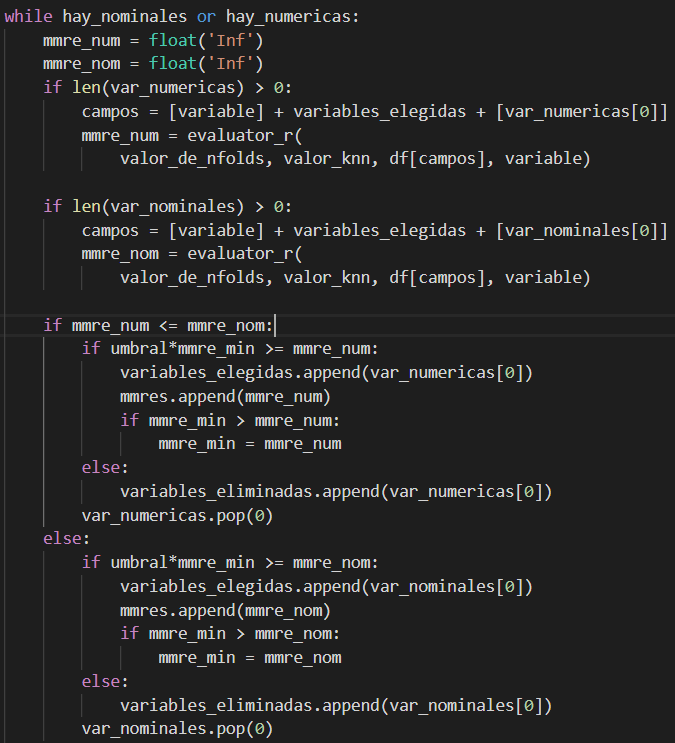 while hay_nominales or hay_numericas:
    mmre_num = float('Inf')
    mmre_nom = float('Inf')
    if len(var_numericas) > 0:
        campos = [variable] + variables_elegidas + [var_numericas[0]]
        mmre_num = evaluator_r(
            valor_de_nfolds, valor_knn, df[campos], variable)

    if len(var_nominales) > 0:
        campos = [variable] + variables_elegidas + [var_nominales[0]]
        mmre_nom = evaluator_r(
            valor_de_nfolds, valor_knn, df[campos], variable)

    if mmre_num <= mmre_nom:
        if umbral*mmre_min >= mmre_num:
            variables_elegidas.append(var_numericas[0])
            mmres.append(mmre_num)
            if mmre_min > mmre_num:
                mmre_min = mmre_num
        else:
            variables_eliminadas.append(var_numericas[0])
        var_numericas.pop(0)
    else:
        if umbral*mmre_min >= mmre_nom:
            variables_elegidas.append(var_nominales[0])
            mmres.append(mmre_nom)
            if mmre_min > mmre_nom:
                mmre_min = mmre_nom
        else:
            variables_eliminadas.append(var_nominales[0])
        var_nominales.pop(0)